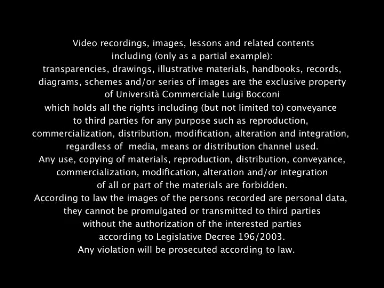 Video recordings, images, lessons and related contents
including (only as a partial example):
transparencies, drawings, illustrative materials, handbooks, records,
diagrams, schemes and/or series of images are the exclusive property
of Università Commerciale Luigi Bocconi
which holds all the rights including (but not limited to) conveyance
to third parties for any purpose such as reproduction,
commercialization, distribution, modification, alteration and integration,
regardless of  media, means or distribution channel used.
Any use, copying of materials, reproduction, distribution, conveyance,
commercialization, modification, alteration and/or integration
of all or part of the materials are forbidden.
According to law the images of the persons recorded are personal data,
they cannot be promulgated or transmitted to third parties
without the authorization of the interested parties
according to Legislative Decree 196/2003.
Any violation will be prosecuted according to law.